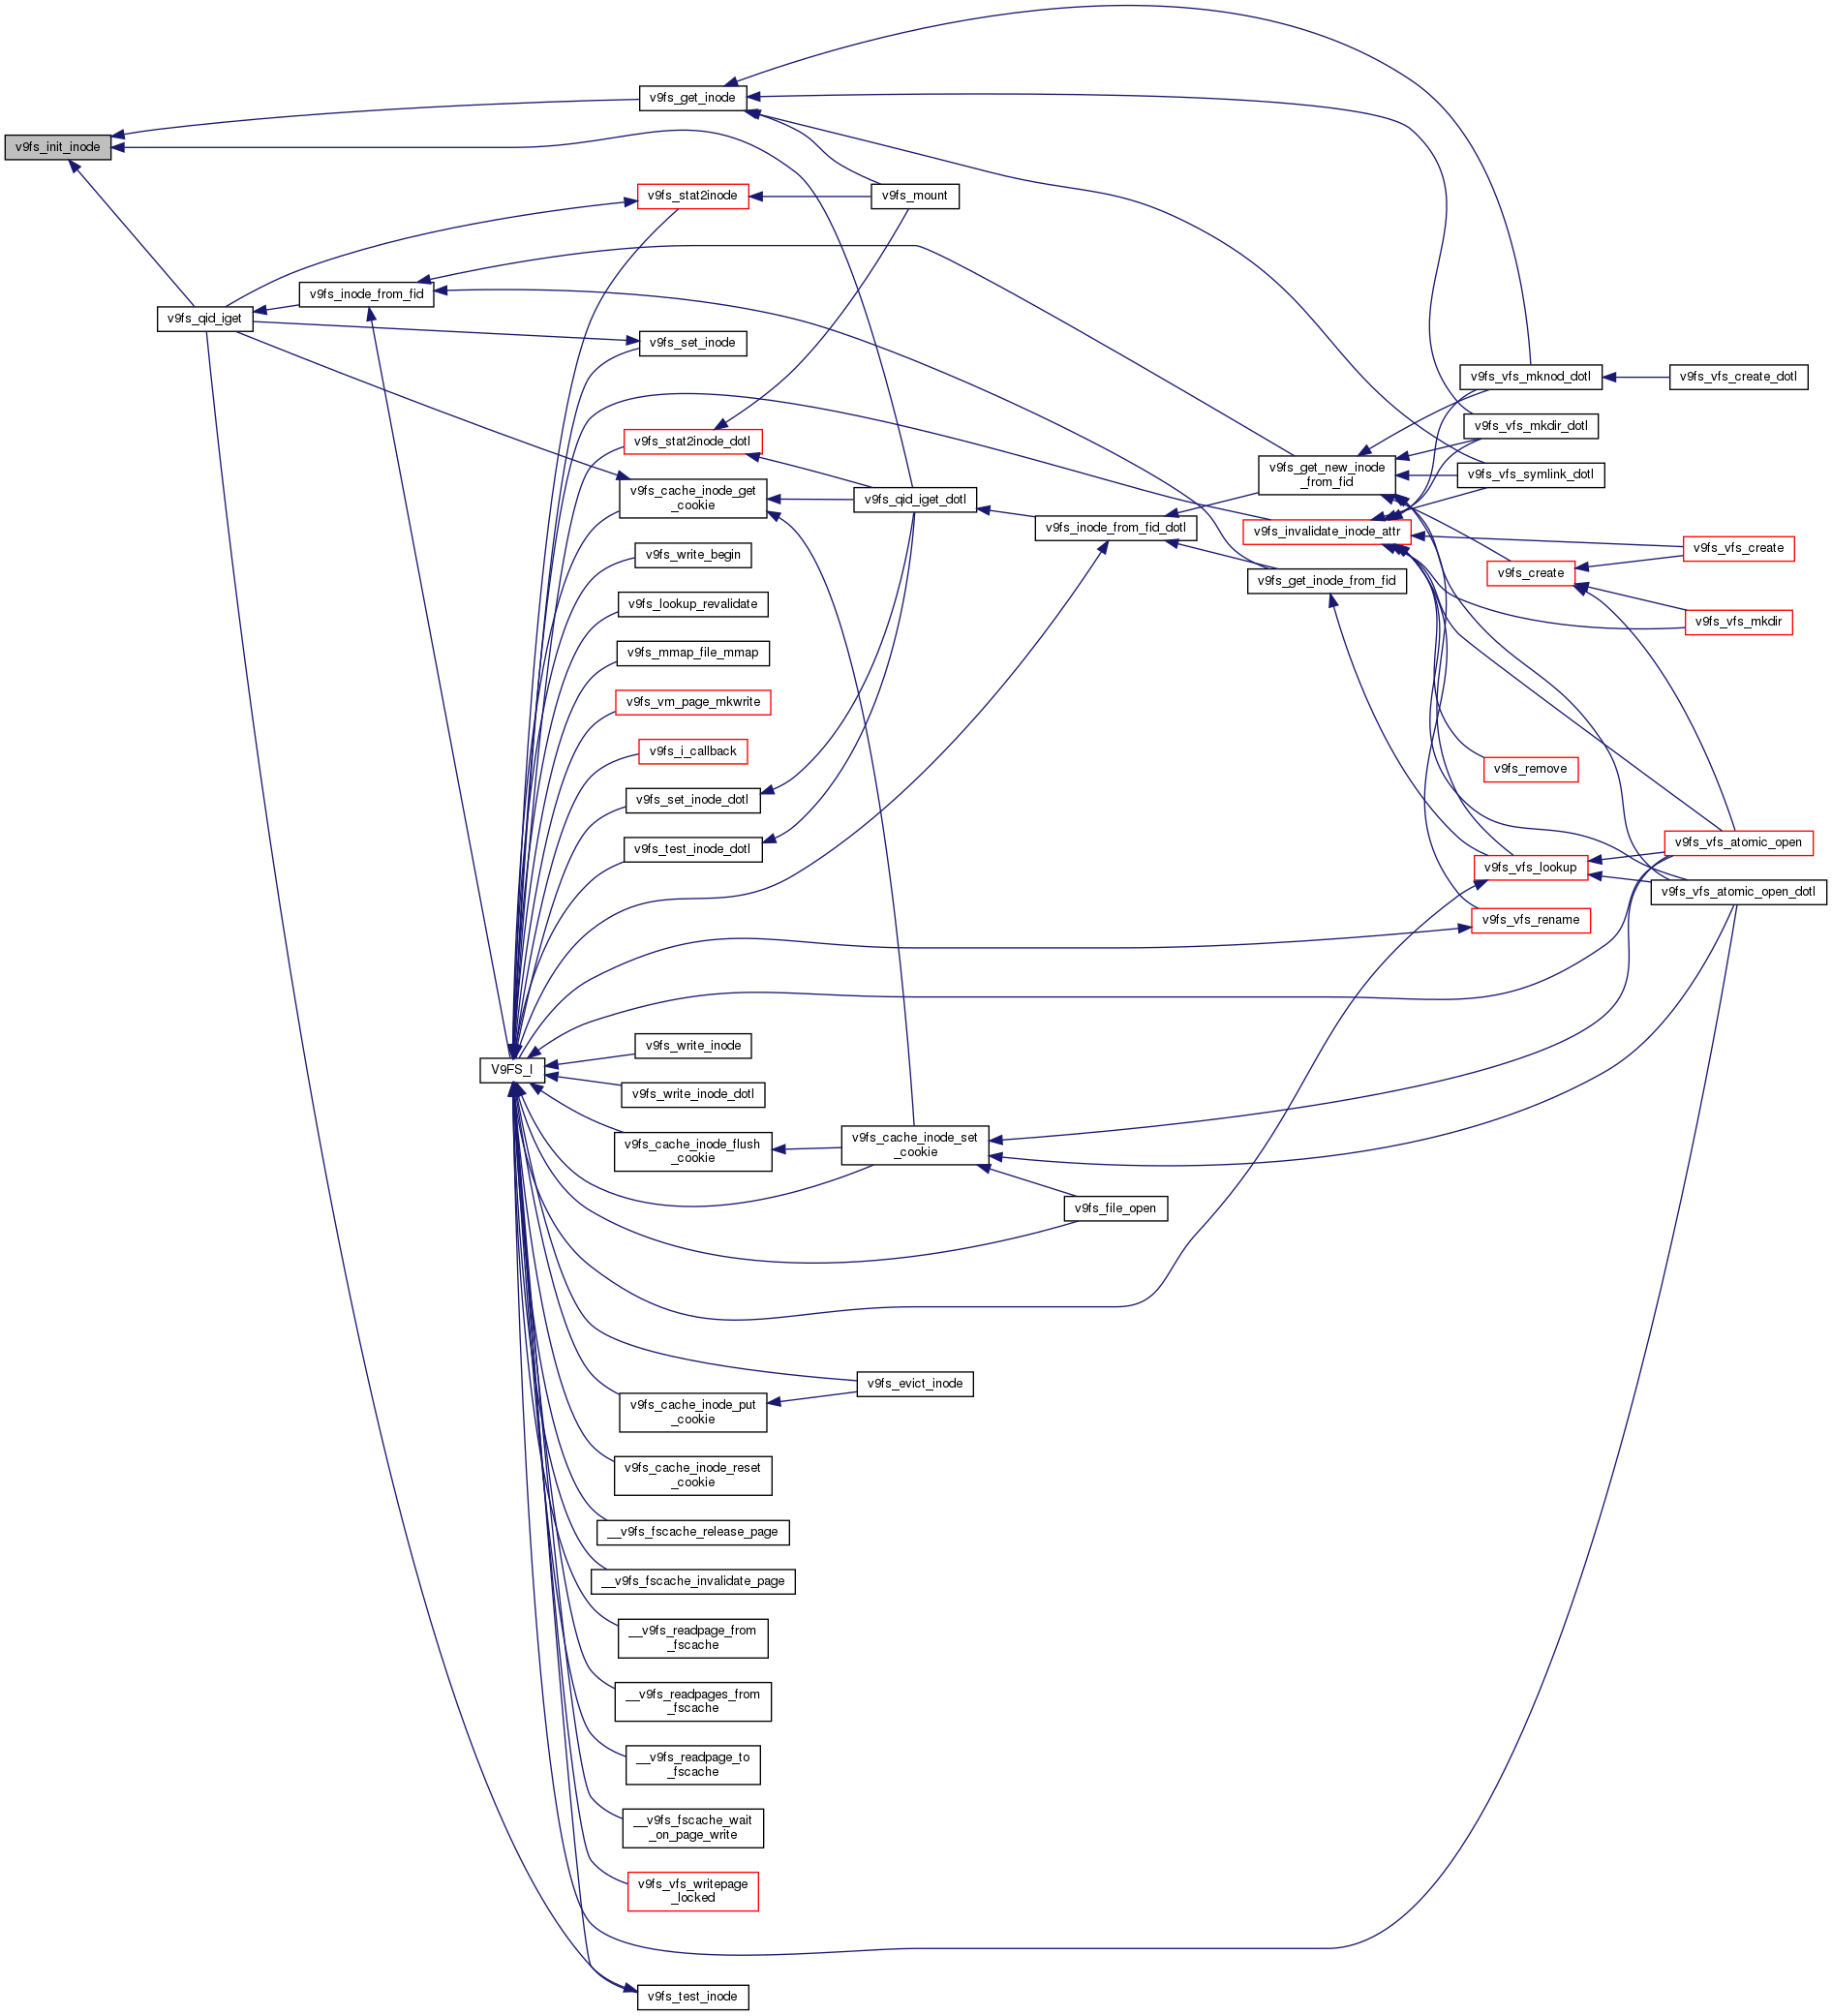 v9fs_get_inode
v9fs_init_inode
v9fs_stat2inode
v9fs_mount
v9fs_inode_from_fid
v9fs_qid_iget
v9fs_set_inode
v9fs_vfs_mknod_dotl
v9fs_vfs_create_dotl
v9fs_vfs_mkdir_dotl
v9fs_stat2inode_dotl
v9fs_get_new_inode
_from_fid
v9fs_vfs_symlink_dotl
v9fs_cache_inode_get
_cookie
v9fs_qid_iget_dotl
v9fs_inode_from_fid_dotl
v9fs_invalidate_inode_attr
v9fs_vfs_create
v9fs_write_begin
v9fs_create
v9fs_get_inode_from_fid
v9fs_lookup_revalidate
v9fs_vfs_mkdir
v9fs_mmap_file_mmap
v9fs_vm_page_mkwrite
v9fs_i_callback
v9fs_remove
v9fs_set_inode_dotl
v9fs_test_inode_dotl
v9fs_vfs_atomic_open
v9fs_vfs_lookup
v9fs_vfs_atomic_open_dotl
v9fs_vfs_rename
v9fs_write_inode
V9FS_I
v9fs_write_inode_dotl
v9fs_cache_inode_flush
_cookie
v9fs_cache_inode_set
_cookie
v9fs_file_open
v9fs_evict_inode
v9fs_cache_inode_put
_cookie
v9fs_cache_inode_reset
_cookie
__v9fs_fscache_release_page
__v9fs_fscache_invalidate_page
__v9fs_readpage_from
_fscache
__v9fs_readpages_from
_fscache
__v9fs_readpage_to
_fscache
__v9fs_fscache_wait
_on_page_write
v9fs_vfs_writepage
_locked
v9fs_test_inode